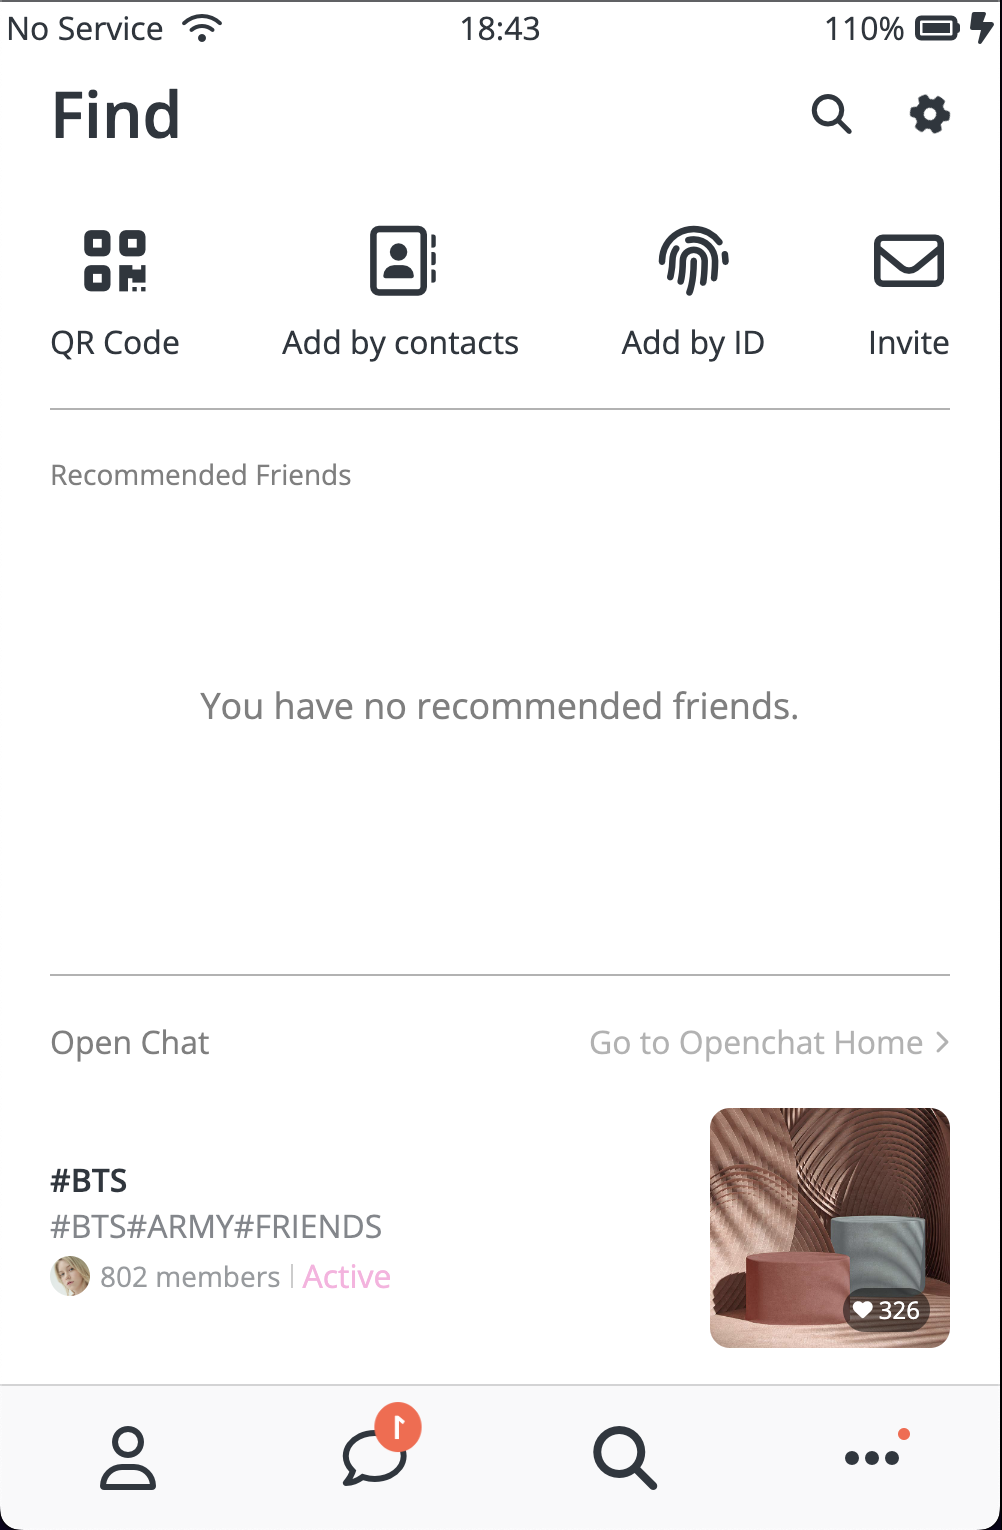 No Service 18:43 110%
Find
QR Code Add by contacts Add by ID Invite
Recommended Friends
You have no recommended friends.
Open Chat Go to Openchat Home
#BTS
#BTS#ARMY#FRIENDS
802 members Active
326
1